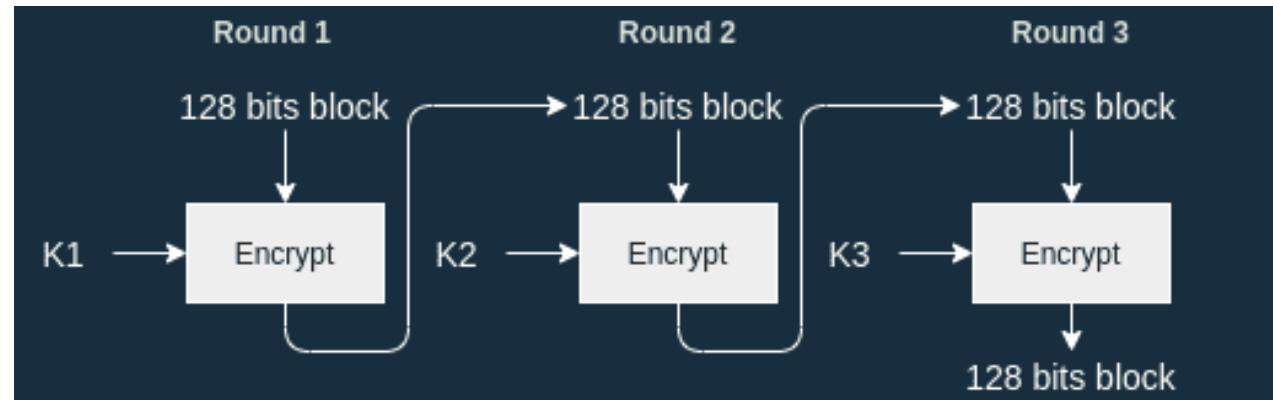 Round 1 Round 2 Round 3
128 bits block 128 bits block 128 bits block
K1 Encrypt K2 Encrypt K3 Encrypt
128 bits block